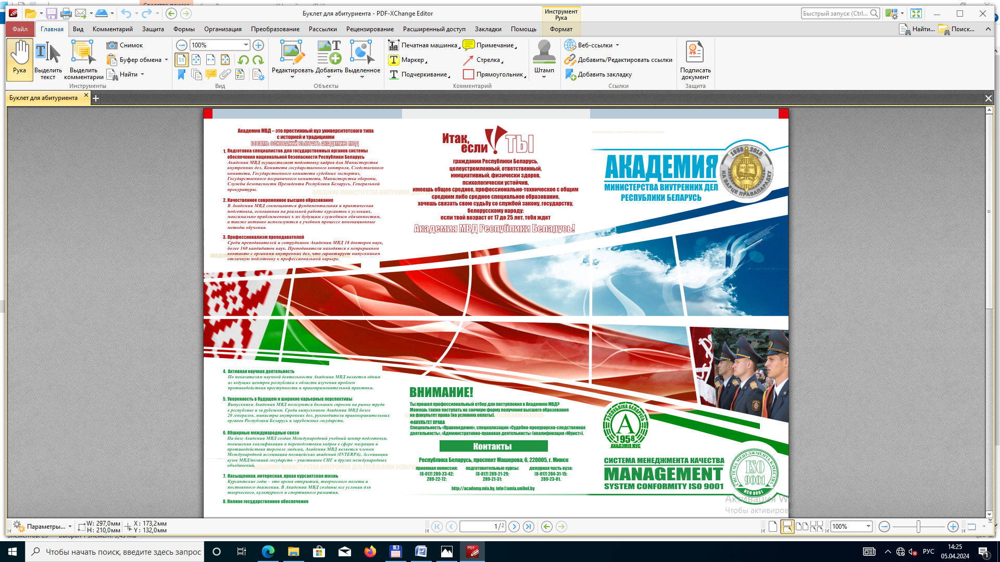 Буклет для абитуриента - PDF-XChange Editor
Инструмент
Рука
Быстрый запуск (Ctrl...
Файл
Главная
Вид
Комментарий
Защита
Формы
Организация
Преобразование
Рассылки
Рецензирование
Расширенный доступ
Закладки
Помощь
Формат
Найти...
Поиск...
Рука
Выделить текст
Выделить комментарии
Снимок
Буфер обмена
Найти
Инструменты
100%
Вид
Редактировать
Добавить
Выделенное
Объекты
Печатная машинка
Примечание
Маркер
Стрелка
Подчеркивание
Прямоугольник
Комментарий
Штамп
Веб-ссылки
Добавить/Редактировать ссылки
Добавить закладку
Ссылки
Подписать документ
Защита
Буклет для абитуриента
Академия МВД – это престижный вуз университетского типа
с историей и традициями
ВОСЕМЬ ОСНОВАНИЙ ВЫБРАТЬ АКАДЕМИЮ МВД
1. Подготовка специалистов для государственных органов системы
обеспечения национальной безопасности Республики Беларусь
Академия МВД осуществляет подготовку кадров для Министерства
внутренних дел, Комитета государственного контроля, Следственного
комитета, Государственного комитета судебных экспертиз,
Государственного пограничного комитета, Министерства обороны,
Службы безопасности Президента Республики Беларусь, Генеральной
прокуратуры.
2. Качественное современное высшее образование
В Академии МВД совмещаются фундаментальная и практическая
подготовка, основанная на реальной работе курсантов в условиях,
максимально приближенных к их будущим служебным обязанностям,
а также активно используются в учебном процессе инновационные
методы обучения.
3. Профессионализм преподавателей
Среди преподавателей и сотрудников Академии МВД 18 докторов наук,
более 160 кандидатов наук. Преподаватели находятся в непрерывном
контакте с органами внутренних дел, что гарантирует выпускникам
отличную подготовку к профессиональной карьере.
Итак,
если ТЫ
гражданин Республики Беларусь,
целеустремленный, ответственный,
инициативный, физически здоров,
психологически устойчив,
имеешь общее среднее, профессионально-техническое с общим
средним либо среднее специальное образование,
хочешь связать свою судьбу со службой закону, государству,
белорусскому народу;
если твой возраст от 17 до 25 лет, тебя ждет
Академия МВД Республики Беларусь!
АКАДЕМИЯ
МИНИСТЕРСТВА ВНУТРЕННИХ ДЕЛ
РЕСПУБЛИКИ БЕЛАРУСЬ
1958 2018
АКАДЭМІЯ
МУС
НА ВАРЦЕ ПРАВАПАРАДКУ
4. Активная научная деятельность
По показателям научной деятельности Академия МВД является одним
из ведущих центров республики в области изучения проблем
противодействия преступности и правоприменительной практики.
5. Уверенность в будущем и широкие карьерные перспективы
Выпускники Академии МВД пользуются большим спросом на рынке труда
в республике и за рубежом. Среди выпускников Академии МВД более
20 генералов, министры внутренних дел, руководители правоохранительных
органов Республики Беларусь и зарубежных государств.
6. Обширные международные связи
На базе Академии МВД создан Международный учебный центр подготовки,
повышения квалификации и переподготовки кадров в сфере миграции и
противодействия торговле людьми, Академия МВД является членом
Международной ассоциации полицейских академий (INTERPA), Ассоциации
вузов МВД/полиций государств – участников СНГ и других международных
объединений.
7. Насыщенная, интересная, яркая курсантская жизнь
Курсантские годы – это время открытий, творческого полета и
постоянного движения. В Академии МВД созданы все условия для
творческого, культурного и спортивного развития.
8. Полное государственное обеспечение
ВНИМАНИЕ!
Ты прошел профессиональный отбор для поступления в Академию МВД?
Можешь также поступать на заочную форму получения высшего образования
на факультет права (на условиях оплаты).
ФАКУЛЬТЕТ ПРАВА
Специальность «Правоведение», специализации «Судебно-прокурорско-следственная
деятельность», «Административно-правовая деятельность» (квалификация «Юрист»).
Контакты
Республика Беларусь, проспект Машерова, 6, 220005, г. Минск
приемная комиссия:
(8-017) 289-23-42;
289-22-72;
подготовительные курсы:
(8-017) 289-21-29;
289-21-31;
дежурная часть вуза:
(8-017) 284-31-15;
289-23-81.
http://academy.mia.by, info@amia.unibel.by
РЭСПУБЛІКА БЕЛАРУСЬ
А
1958
АКАДЭМІЯ МУС
СИСТЕМА МЕНЕДЖМЕНТА КАЧЕСТВА
MANAGEMENT
SYSTEM CONFORMITY ISO 9001
СИСТЕМА МЕНЕДЖМЕНТА КАЧЕСТВА
ISO
9001
ИСО 9001
Активация W
Чтобы активирова
Параметры...
W: 297,0мм
H: 210,0мм
X: 173,2мм
Y: 132,0мм
1/2
100%
Чтобы начать поиск, введите здесь запрос
РУС
14:25
05.04.2024
1